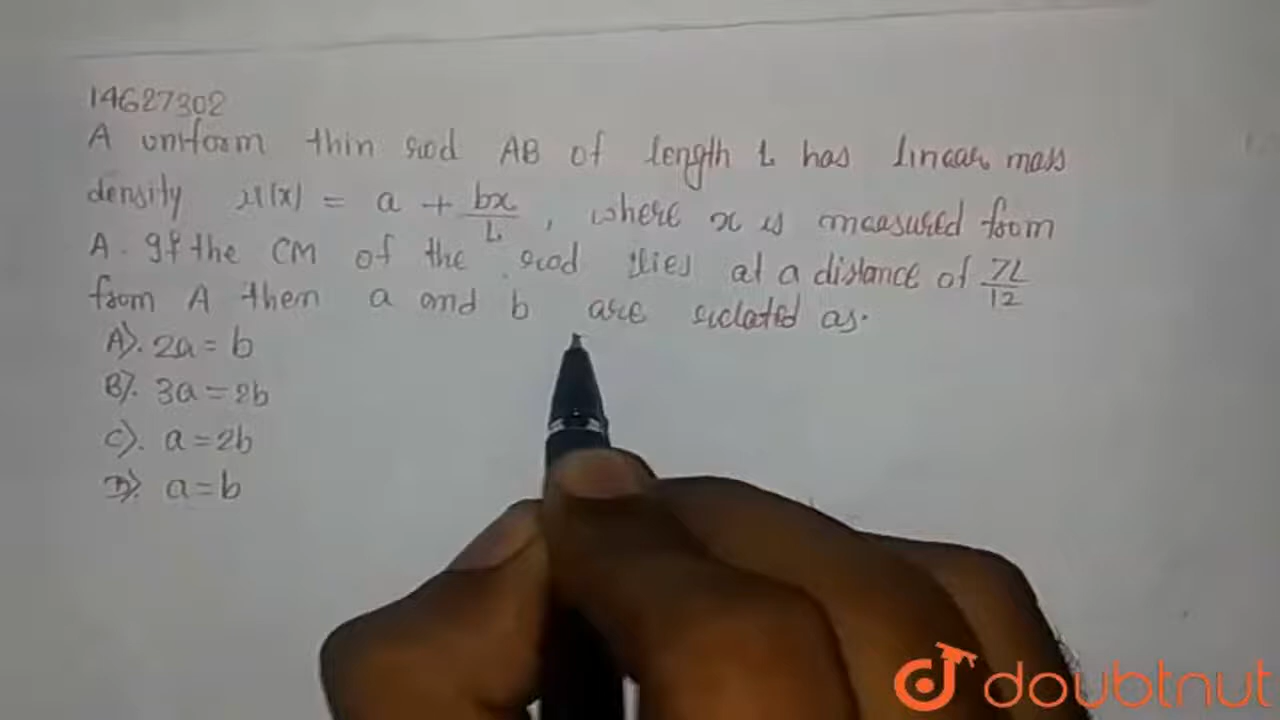 14627302
A uniform thin rod AB of length L has linear mass
density μ(x) = a + bx/L , where x is measured from
A. If the CM of the rod lies at a distance of 7L/12
from A then a and b are related as.
A). 2a = b
B). 3a = 2b
C). a = 2b
D). a = b
doubtnut